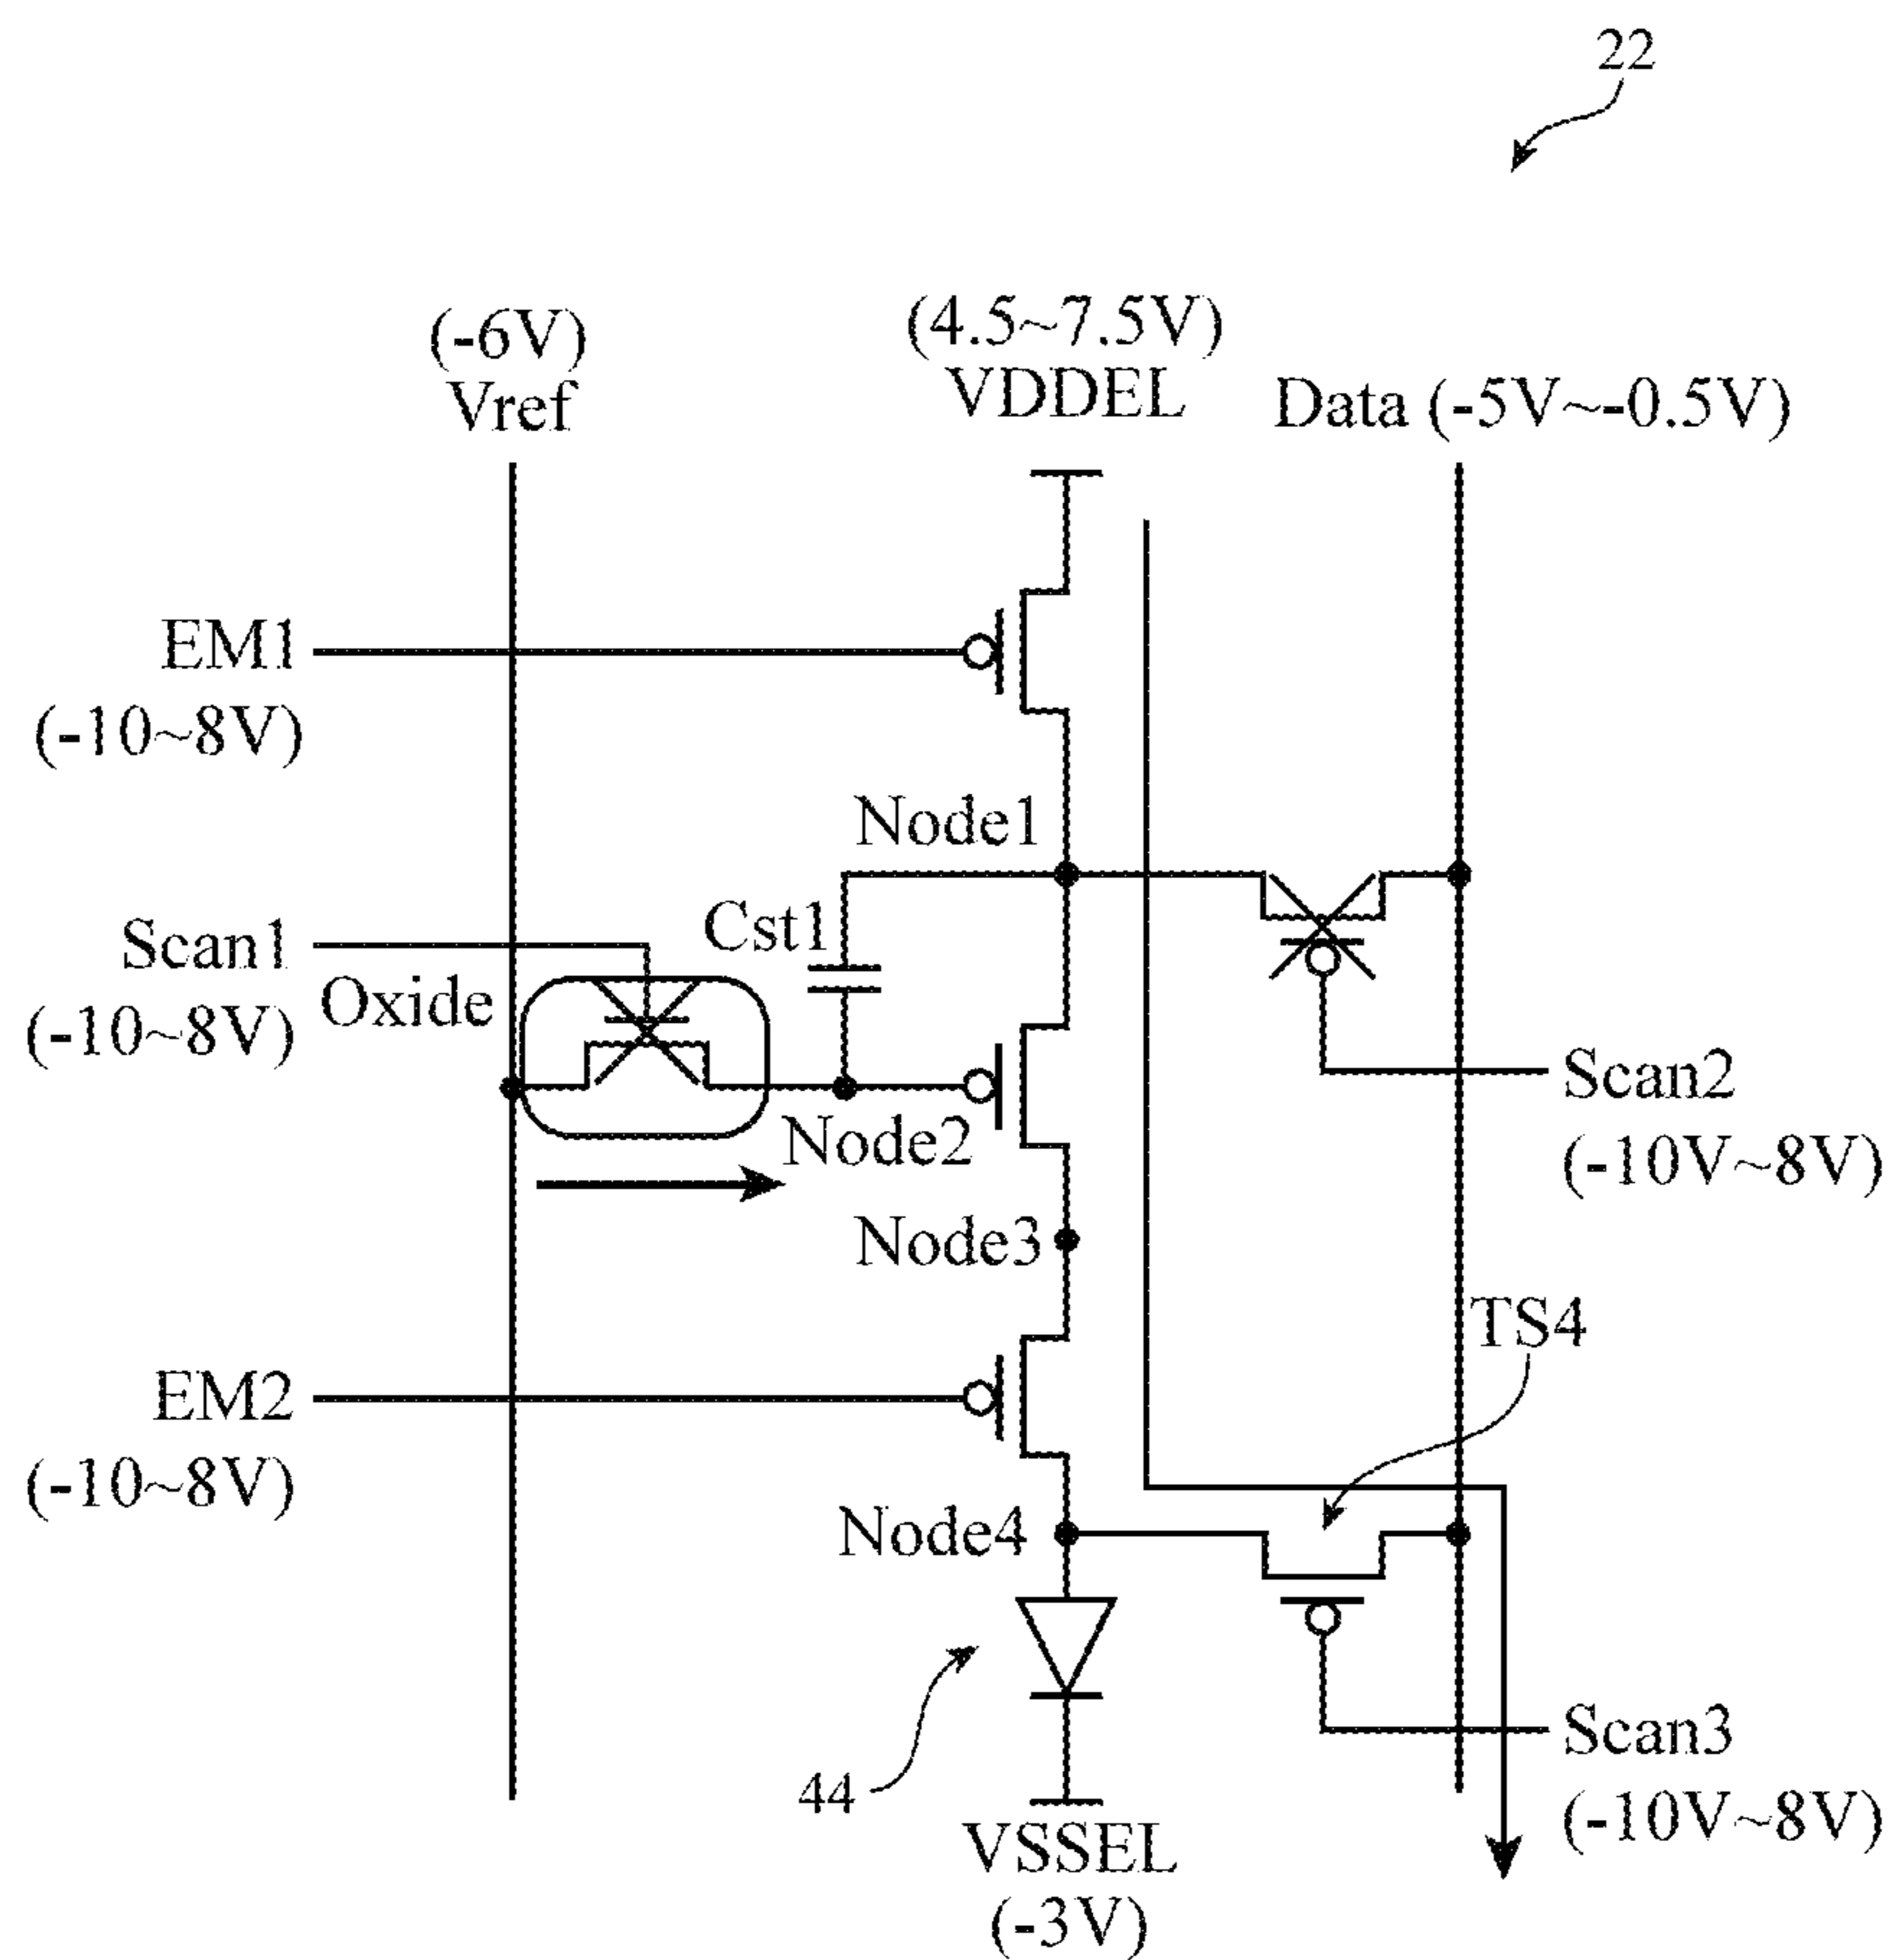 22
(-6V)
Vref
(4.5~7.5V)
VDDEL
Data (-5V~-0.5V)
EM1
(-10~8V)
Node1
Scan1
(-10~8V)
Oxide
Cst1
Node2
Scan2
(-10V~8V)
Node3
TS4
EM2
(-10~8V)
Node4
44
Scan3
(-10V~8V)
VSSEL
(-3V)